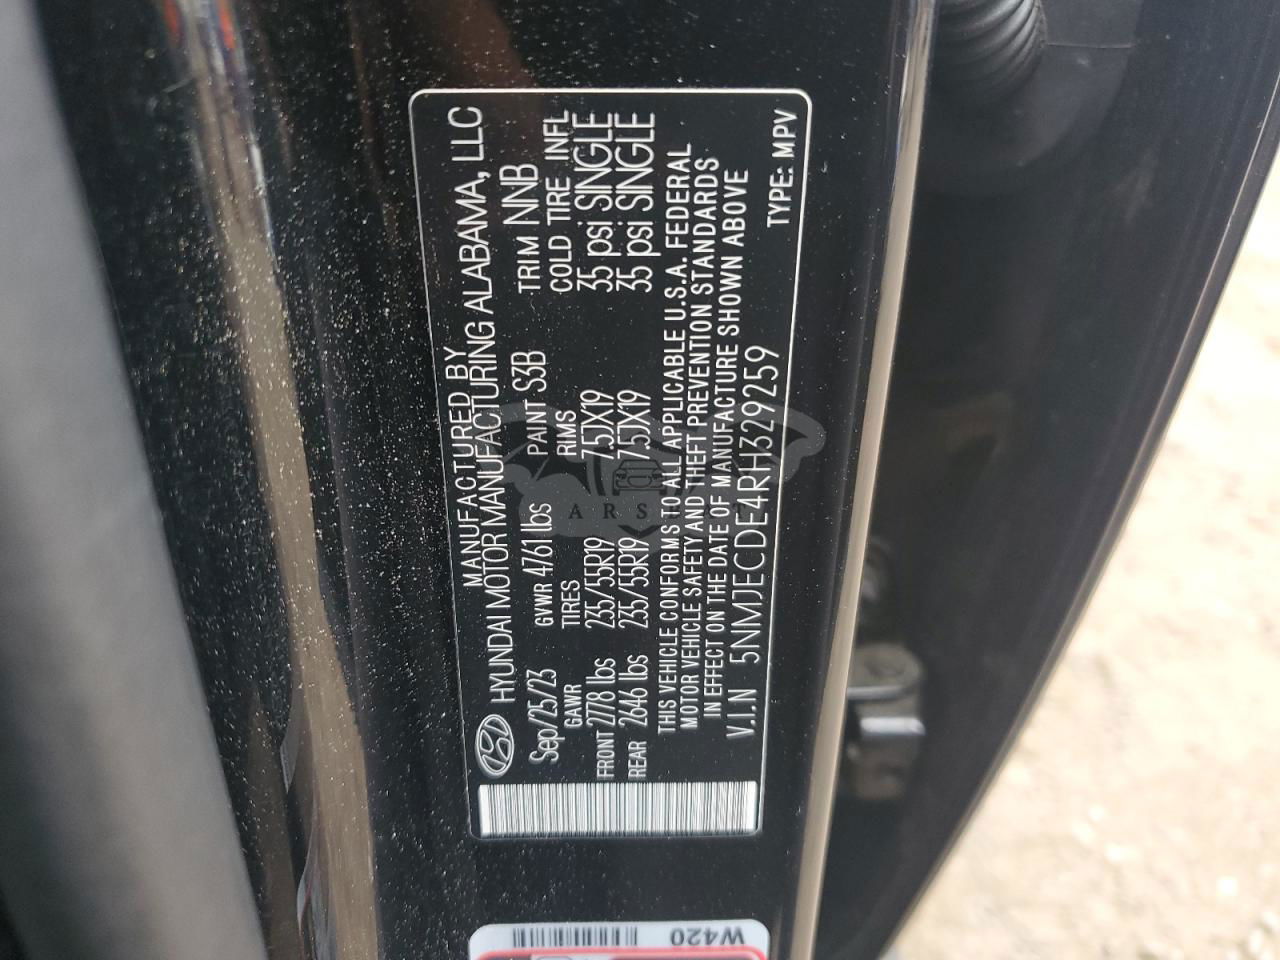 MANUFACTURED BY
HYUNDAI MOTOR MANUFACTURING ALABAMA, LLC
Sep/25/23 GVWR 4761 lbs PAINT S3B TRIM NNB
GAWR TIRES RIMS COLD TIRE INFL
FRONT 2778 lbs 235/55R19 7.5JX19 35 psi SINGLE
REAR 2646 lbs 235/55R19 7.5JX19 35 psi SINGLE
THIS VEHICLE CONFORMS TO ALL APPLICABLE U.S.A. FEDERAL
MOTOR VEHICLE SAFETY AND THEFT PREVENTION STANDARDS
IN EFFECT ON THE DATE OF MANUFACTURE SHOWN ABOVE
V.I.N 5NMJECDE4RH329259
TYPE: MPV
W420